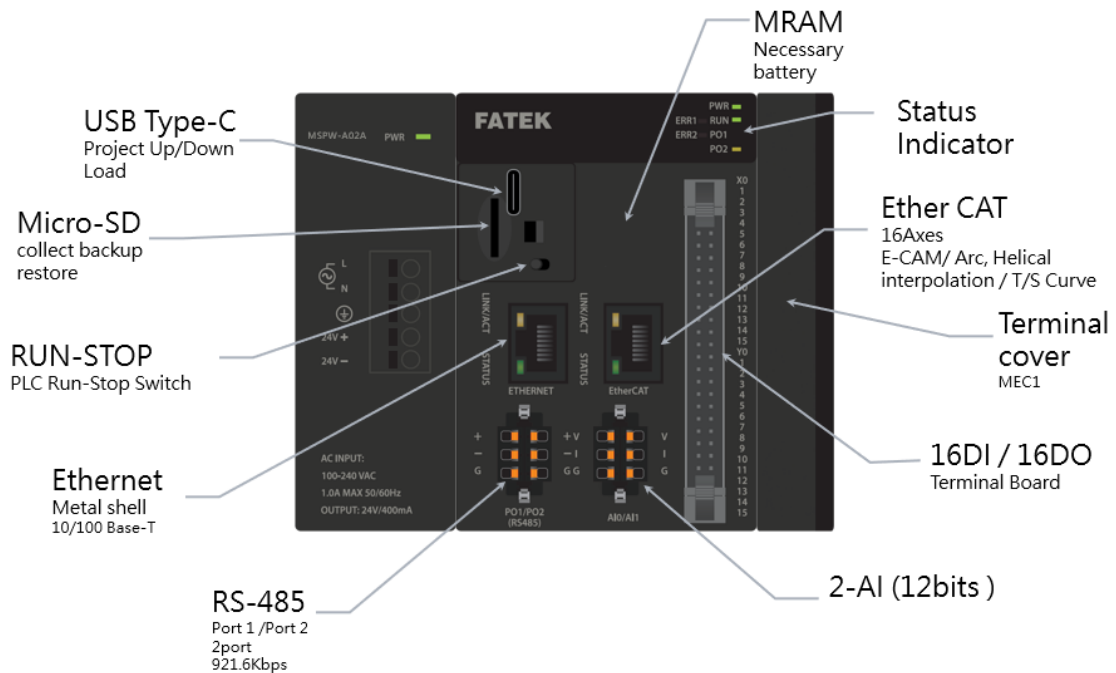 MRAM
Necessary
battery
USB Type-C
Project Up/Down
Load
Micro-SD
collect backup
restore
RUN-STOP
PLC Run-Stop Switch
Ethernet
Metal shell
10/100 Base-T
RS-485
Port 1 /Port 2
2port
921.6Kbps
MSPW-A02A PWR
L
N
24V +
24V −
AC INPUT:
100-240 VAC
1.0A MAX 50/60Hz
OUTPUT: 24V/400mA
FATEK
PWR
ERR1 RUN
ERR2 PO1
PO2
LINK/ACT
STATUS
ETHERNET
LINK/ACT
STATUS
EtherCAT
+
−
G
PO1/PO2
(RS485)
+ V
− I
G G
V
I
G
AI0/AI1
X0
1
2
3
4
5
6
7
8
9
10
11
12
13
14
15
Y0
1
2
3
4
5
6
7
8
9
10
11
12
13
14
15
Status
Indicator
Ether CAT
16Axes
E-CAM/ Arc, Helical
interpolation / T/S Curve
Terminal
cover
MEC1
16DI / 16DO
Terminal Board
2-AI (12bits )